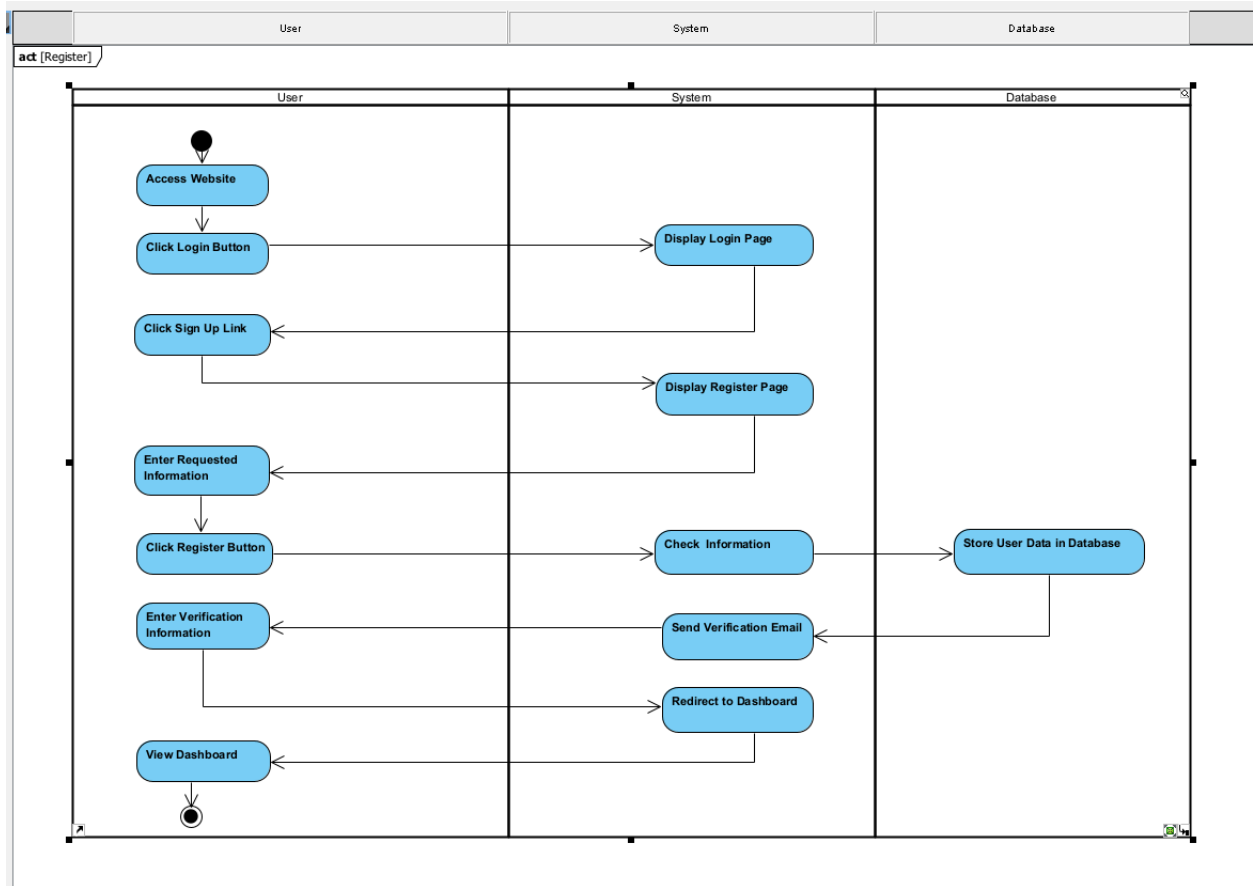 User System Database
act [Register]
User System Database
Access Website
Click Login Button
Display Login Page
Click Sign Up Link
Display Register Page
Enter Requested
Information
Click Register Button
Check Information
Store User Data in Database
Enter Verification
Information
Send Verification Email
Redirect to Dashboard
View Dashboard